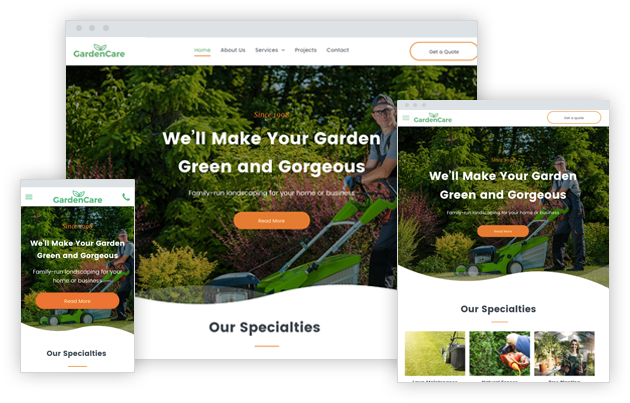 GardenCare
Home About Us Services Projects Contact
Get a Quote
Since 1998
We'll Make Your Garden
Green and Gorgeous
Family-run landscaping for your home or business
Read More
Our Specialties
GardenCare
Get a quote
Since 1998
We'll Make Your Garden
Green and Gorgeous
Family-run landscaping for your home or business
Read More
Our Specialties
GardenCare
Since 1998
We'll Make Your Garden
Green and Gorgeous
Family-run landscaping for your
home or business
Read More
Our Specialties